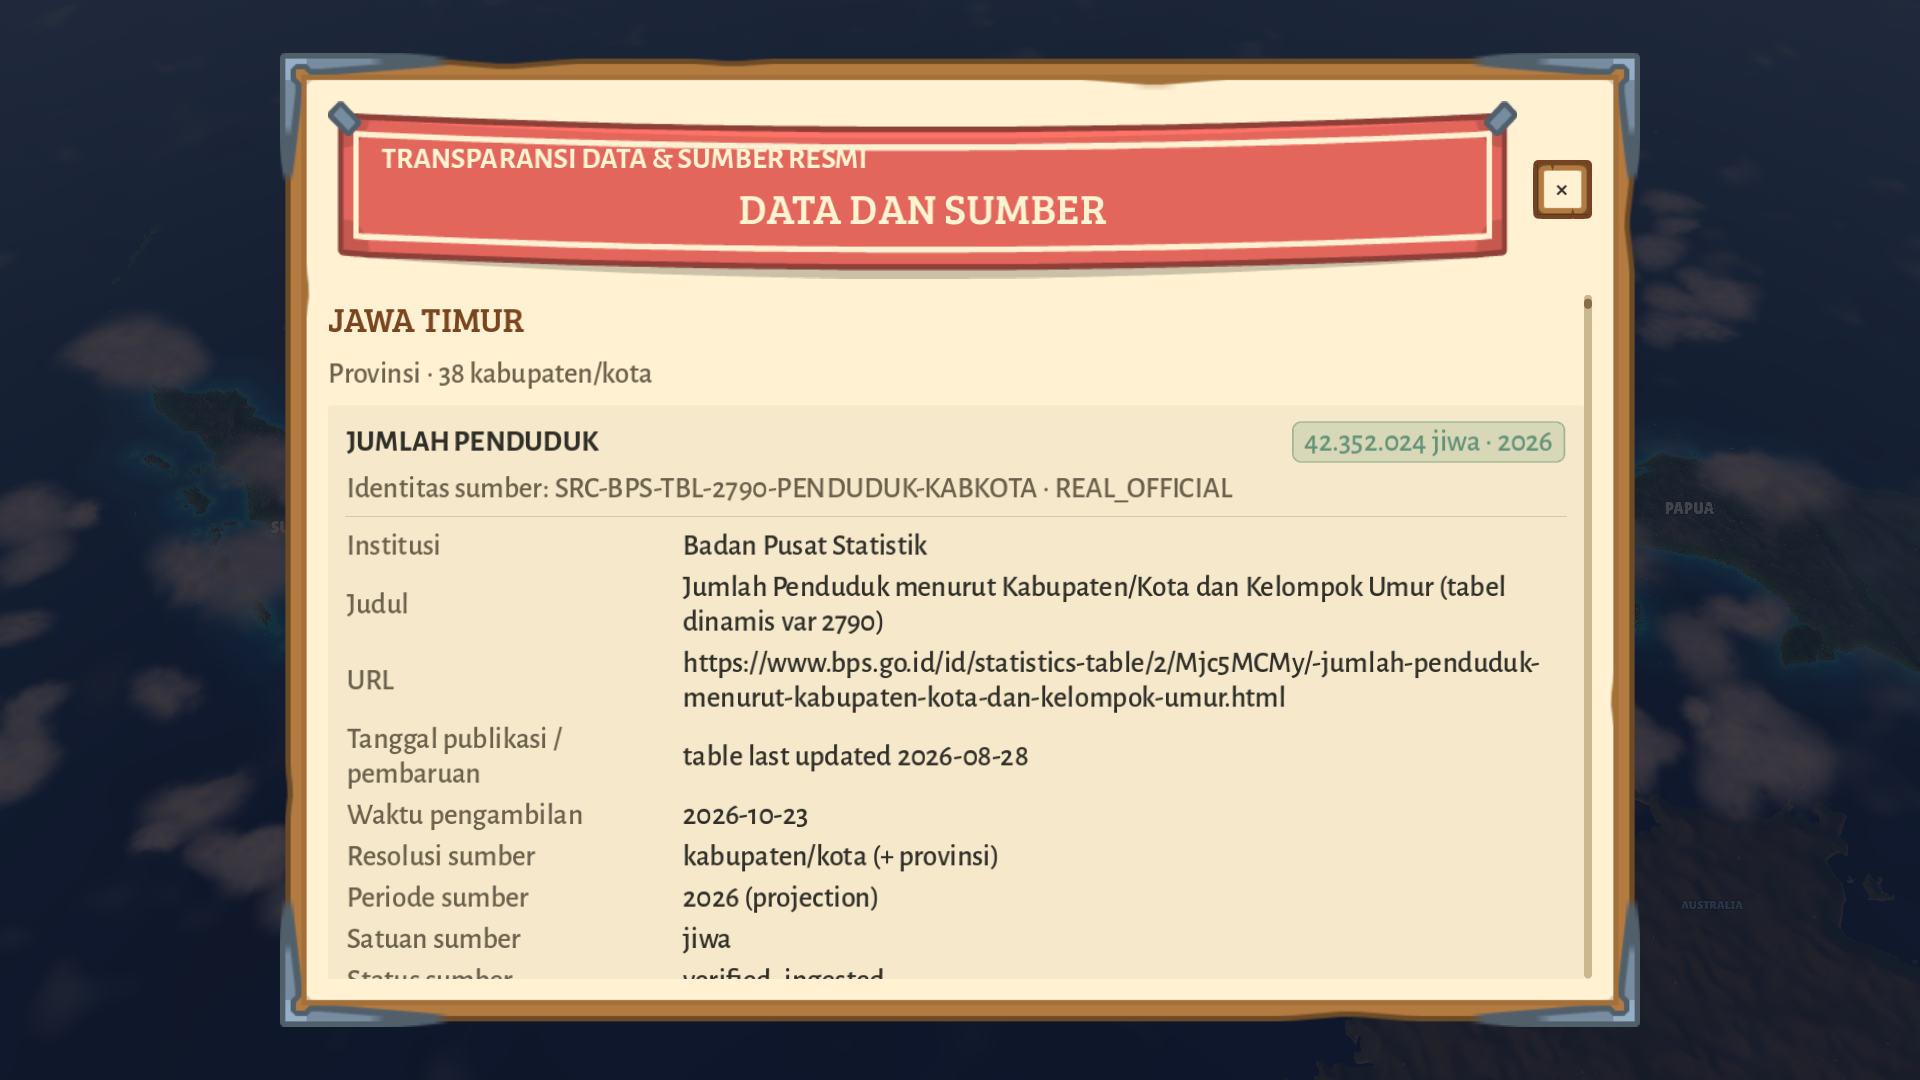 TRANSPARANSI DATA & SUMBER RESMI
DATA DAN SUMBER
×
JAWA TIMUR
Provinsi · 38 kabupaten/kota
JUMLAH PENDUDUK
42.352.024 jiwa · 2026
Identitas sumber: SRC-BPS-TBL-2790-PENDUDUK-KABKOTA · REAL_OFFICIAL
Institusi
Badan Pusat Statistik
Judul
Jumlah Penduduk menurut Kabupaten/Kota dan Kelompok Umur (tabel
dinamis var 2790)
URL
https://www.bps.go.id/id/statistics-table/2/Mjc5MCMy/-jumlah-penduduk-
menurut-kabupaten-kota-dan-kelompok-umur.html
Tanggal publikasi /
pembaruan
table last updated 2026-08-28
Waktu pengambilan
2026-10-23
Resolusi sumber
kabupaten/kota (+ provinsi)
Periode sumber
2026 (projection)
Satuan sumber
jiwa
Status sumber
verified_ingested
PAPUA
AUSTRALIA
SU